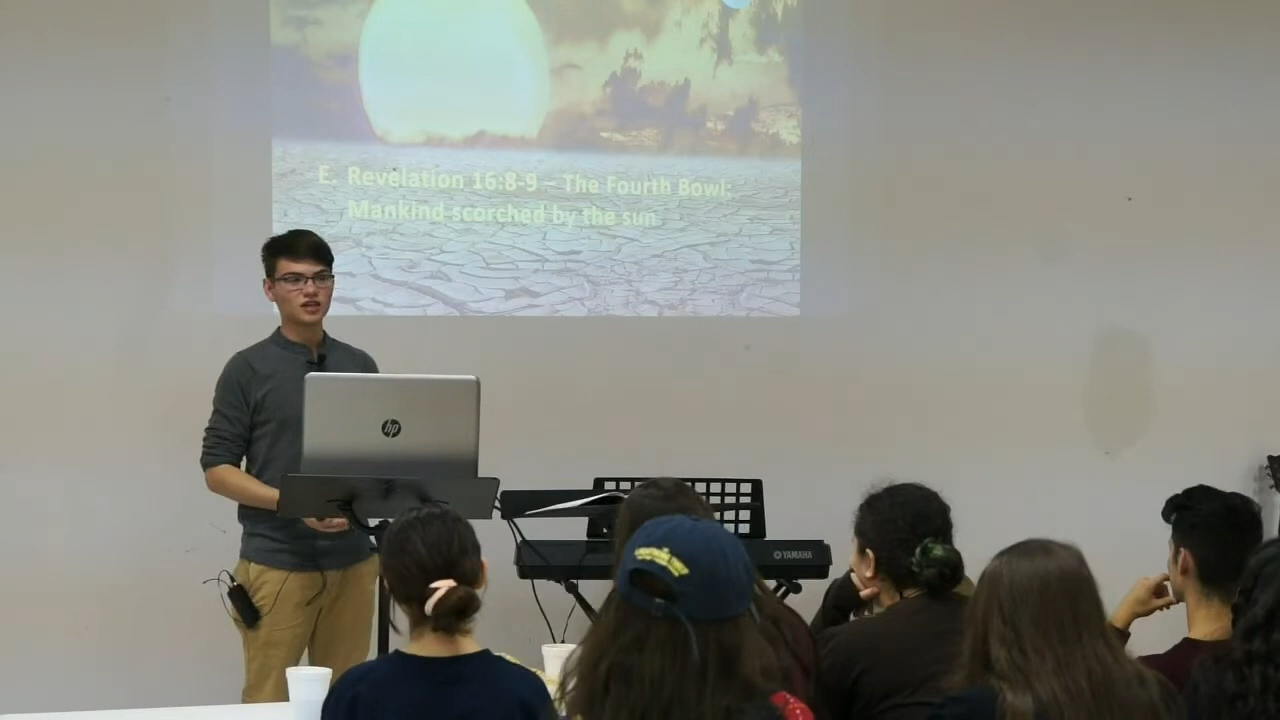 E. Revelation 16:8-9 – The Fourth Bowl:
Mankind scorched by the sun
hp
YAMAHA